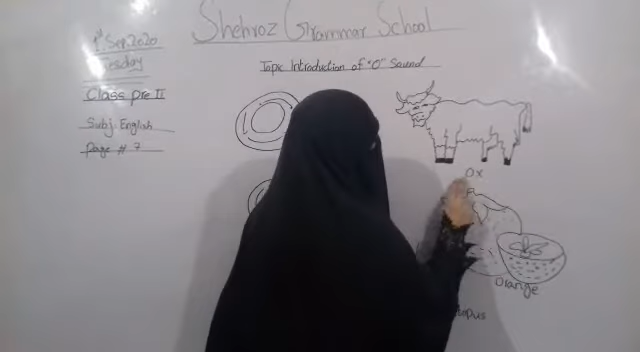 Shehroz Grammar School
1st Sep. 2020
Tuesday
Class pre II
Subj: English
Page # 7
Topic Introduction of "O" Sound
Ox
Orange
topus